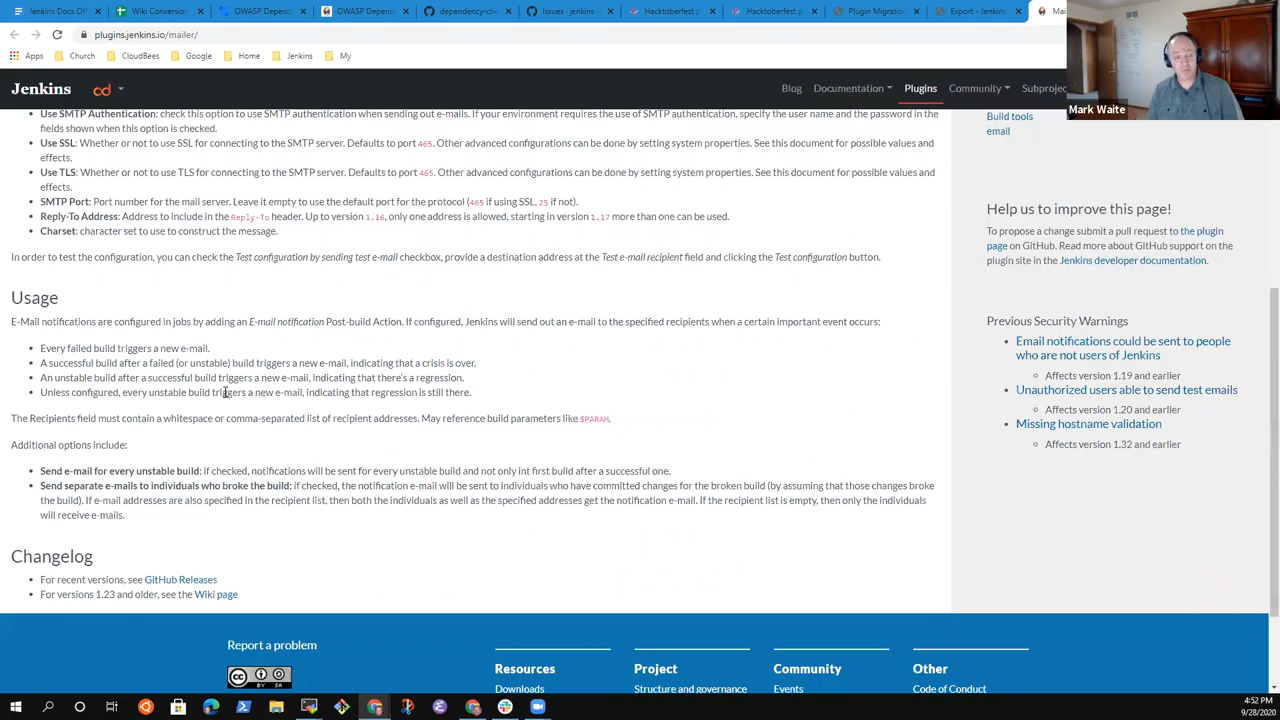 Jenkins Docs Off
Wiki Conversion
OWASP Depend
OWASP Depend
dependency-che
Issues - jenkins-
Hacktoberfest p
Hacktoberfest p
Plugin Migration
Export - Jenkins
plugins.jenkins.io/mailer/
Apps Church CloudBees Google Home Jenkins My
Mark Waite
Jenkins cd Blog Documentation Plugins Community Subproj
Use SMTP Authentication: check this option to use SMTP authentication when sending out e-mails. If your environment requires the use of SMTP authentication, specify the user name and the password in the
fields shown when this option is checked.
Use SSL: Whether or not to use SSL for connecting to the SMTP server. Defaults to port 465. Other advanced configurations can be done by setting system properties. See this document for possible values and
effects.
Use TLS: Whether or not to use TLS for connecting to the SMTP server. Defaults to port 465. Other advanced configurations can be done by setting system properties. See this document for possible values and
effects.
SMTP Port: Port number for the mail server. Leave it empty to use the default port for the protocol (465 if using SSL, 25 if not).
Reply-To Address: Address to include in the Reply-To header. Up to version 1.16, only one address is allowed, starting in version 1.17 more than one can be used.
Charset: character set to use to construct the message.
In order to test the configuration, you can check the Test configuration by sending test e-mail checkbox, provide a destination address at the Test e-mail recipient field and clicking the Test configuration button.
Usage
E-Mail notifications are configured in jobs by adding an E-mail notification Post-build Action. If configured, Jenkins will send out an e-mail to the specified recipients when a certain important event occurs:
Every failed build triggers a new e-mail.
A successful build after a failed (or unstable) build triggers a new e-mail, indicating that a crisis is over.
An unstable build after a successful build triggers a new e-mail, indicating that there's a regression.
Unless configured, every unstable build triggers a new e-mail, indicating that regression is still there.
The Recipients field must contain a whitespace or comma-separated list of recipient addresses. May reference build parameters like $PARAM.
Additional options include:
Send e-mail for every unstable build: if checked, notifications will be sent for every unstable build and not only int first build after a successful one.
Send separate e-mails to individuals who broke the build: if checked, the notification e-mail will be sent to individuals who have committed changes for the broken build (by assuming that those changes broke
the build). If e-mail addresses are also specified in the recipient list, then both the individuals as well as the specified addresses get the notification e-mail. If the recipient list is empty, then only the individuals
will receive e-mails.
Changelog
For recent versions, see GitHub Releases
For versions 1.23 and older, see the Wiki page
Build tools
email
Help us to improve this page!
To propose a change submit a pull request to the plugin
page on GitHub. Read more about GitHub support on the
plugin site in the Jenkins developer documentation.
Previous Security Warnings
Email notifications could be sent to people
who are not users of Jenkins
Affects version 1.19 and earlier
Unauthorized users able to send test emails
Affects version 1.20 and earlier
Missing hostname validation
Affects version 1.32 and earlier
Report a problem
Resources Project Community Other
Downloads Structure and governance Events Code of Conduct
4:52 PM
9/28/2020